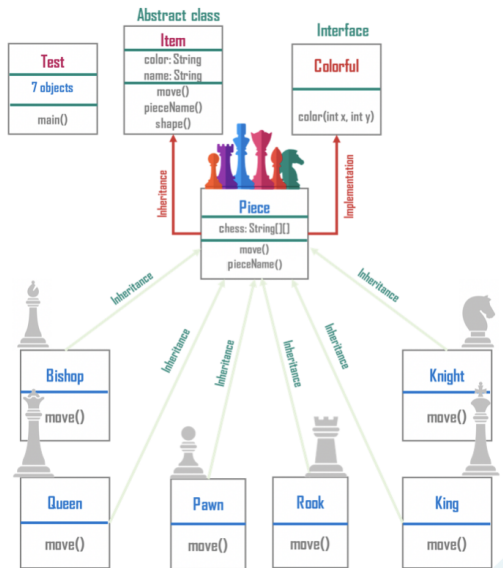 Abstract class
Item
color: String
name: String
move()
pieceName()
shape()
Interface
Colorful
color(int x, int y)
Test
7 objects
main()
Inheritance
Implementation
Piece
chess: String[][]
move()
pieceName()
Inheritance
Inheritance
Inheritance
Inheritance
Inheritance
Inheritance
Bishop
move()
Knight
move()
Queen
move()
Pawn
move()
Rook
move()
King
move()